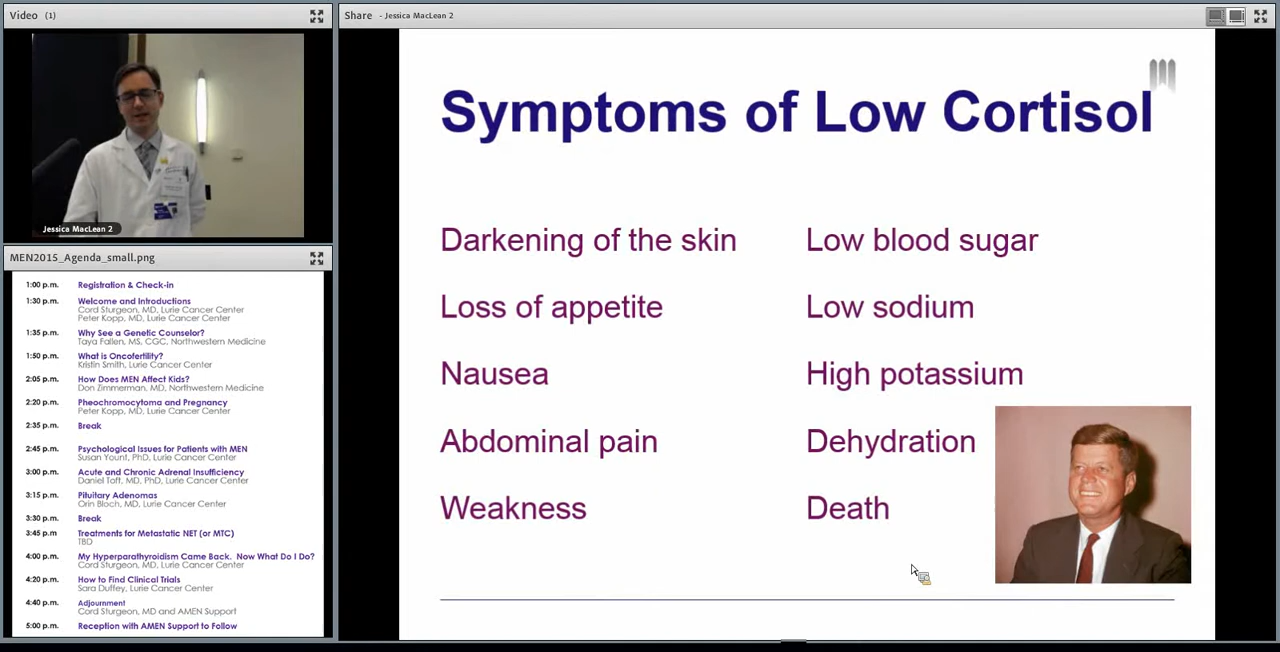 Video (1)
Jessica MacLean 2
MEN2015_Agenda_small.png
1:00 p.m. Registration & Check-in
1:30 p.m. Welcome and Introductions
Cord Sturgeon, MD, Lurie Cancer Center
Peter Kopp, MD, Lurie Cancer Center
1:35 p.m. Why See a Genetic Counselor?
Taya Fallen, MS, CGC, Northwestern Medicine
1:50 p.m. What is Oncofertility?
Kristin Smith, Lurie Cancer Center
2:05 p.m. How Does MEN Affect Kids?
Don Zimmerman, MD, Northwestern Medicine
2:20 p.m. Pheochromocytoma and Pregnancy
Peter Kopp, MD, Lurie Cancer Center
2:35 p.m. Break
2:45 p.m. Psychological Issues for Patients with MEN
Susan Yount, PhD, Lurie Cancer Center
3:00 p.m. Acute and Chronic Adrenal Insufficiency
Daniel Toft, MD, PhD, Lurie Cancer Center
3:15 p.m. Pituitary Adenomas
Orin Bloch, MD, Lurie Cancer Center
3:30 p.m. Break
3:45 p.m. Treatments for Metastatic NET (or MTC)
TBD
4:00 p.m. My Hyperparathyroidism Came Back. Now What Do I Do?
Cord Sturgeon, MD, Lurie Cancer Center
4:20 p.m. How to Find Clinical Trials
Sara Duffey, Lurie Cancer Center
4:40 p.m. Adjournment
Cord Sturgeon, MD and AMEN Support
5:00 p.m. Reception with AMEN Support to Follow
Share - Jessica MacLean 2
Symptoms of Low Cortisol
Darkening of the skin
Loss of appetite
Nausea
Abdominal pain
Weakness
Low blood sugar
Low sodium
High potassium
Dehydration
Death